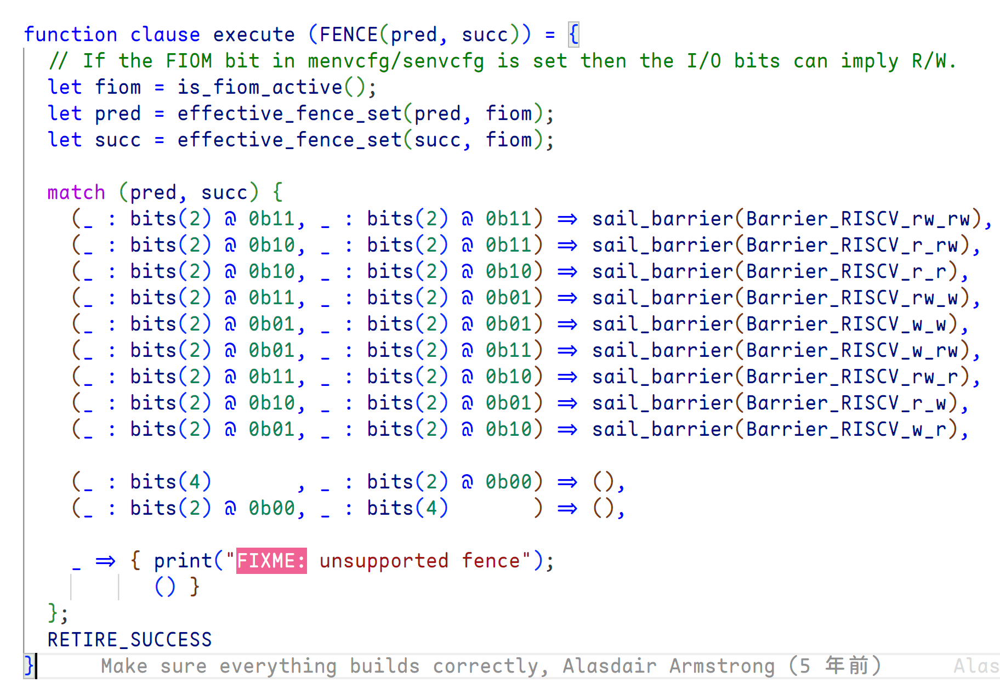 function clause execute (FENCE(pred, succ)) = {
  // If the FIOM bit in menvcfg/senvcfg is set then the I/O bits can imply R/W.
  let fiom = is_fiom_active();
  let pred = effective_fence_set(pred, fiom);
  let succ = effective_fence_set(succ, fiom);

  match (pred, succ) {
    (_ : bits(2) @ 0b11, _ : bits(2) @ 0b11) => sail_barrier(Barrier_RISCV_rw_rw),
    (_ : bits(2) @ 0b10, _ : bits(2) @ 0b11) => sail_barrier(Barrier_RISCV_r_rw),
    (_ : bits(2) @ 0b10, _ : bits(2) @ 0b10) => sail_barrier(Barrier_RISCV_r_r),
    (_ : bits(2) @ 0b11, _ : bits(2) @ 0b01) => sail_barrier(Barrier_RISCV_rw_w),
    (_ : bits(2) @ 0b01, _ : bits(2) @ 0b01) => sail_barrier(Barrier_RISCV_w_w),
    (_ : bits(2) @ 0b01, _ : bits(2) @ 0b11) => sail_barrier(Barrier_RISCV_w_rw),
    (_ : bits(2) @ 0b11, _ : bits(2) @ 0b10) => sail_barrier(Barrier_RISCV_rw_r),
    (_ : bits(2) @ 0b10, _ : bits(2) @ 0b01) => sail_barrier(Barrier_RISCV_r_w),
    (_ : bits(2) @ 0b01, _ : bits(2) @ 0b10) => sail_barrier(Barrier_RISCV_w_r),

    (_ : bits(4)       , _ : bits(2) @ 0b00) => (),
    (_ : bits(2) @ 0b00, _ : bits(4)       ) => (),

    _ => { print("FIXME: unsupported fence");
           () }
  };
  RETIRE_SUCCESS
}     Make sure everything builds correctly, Alasdair Armstrong (5 年前)      Alas